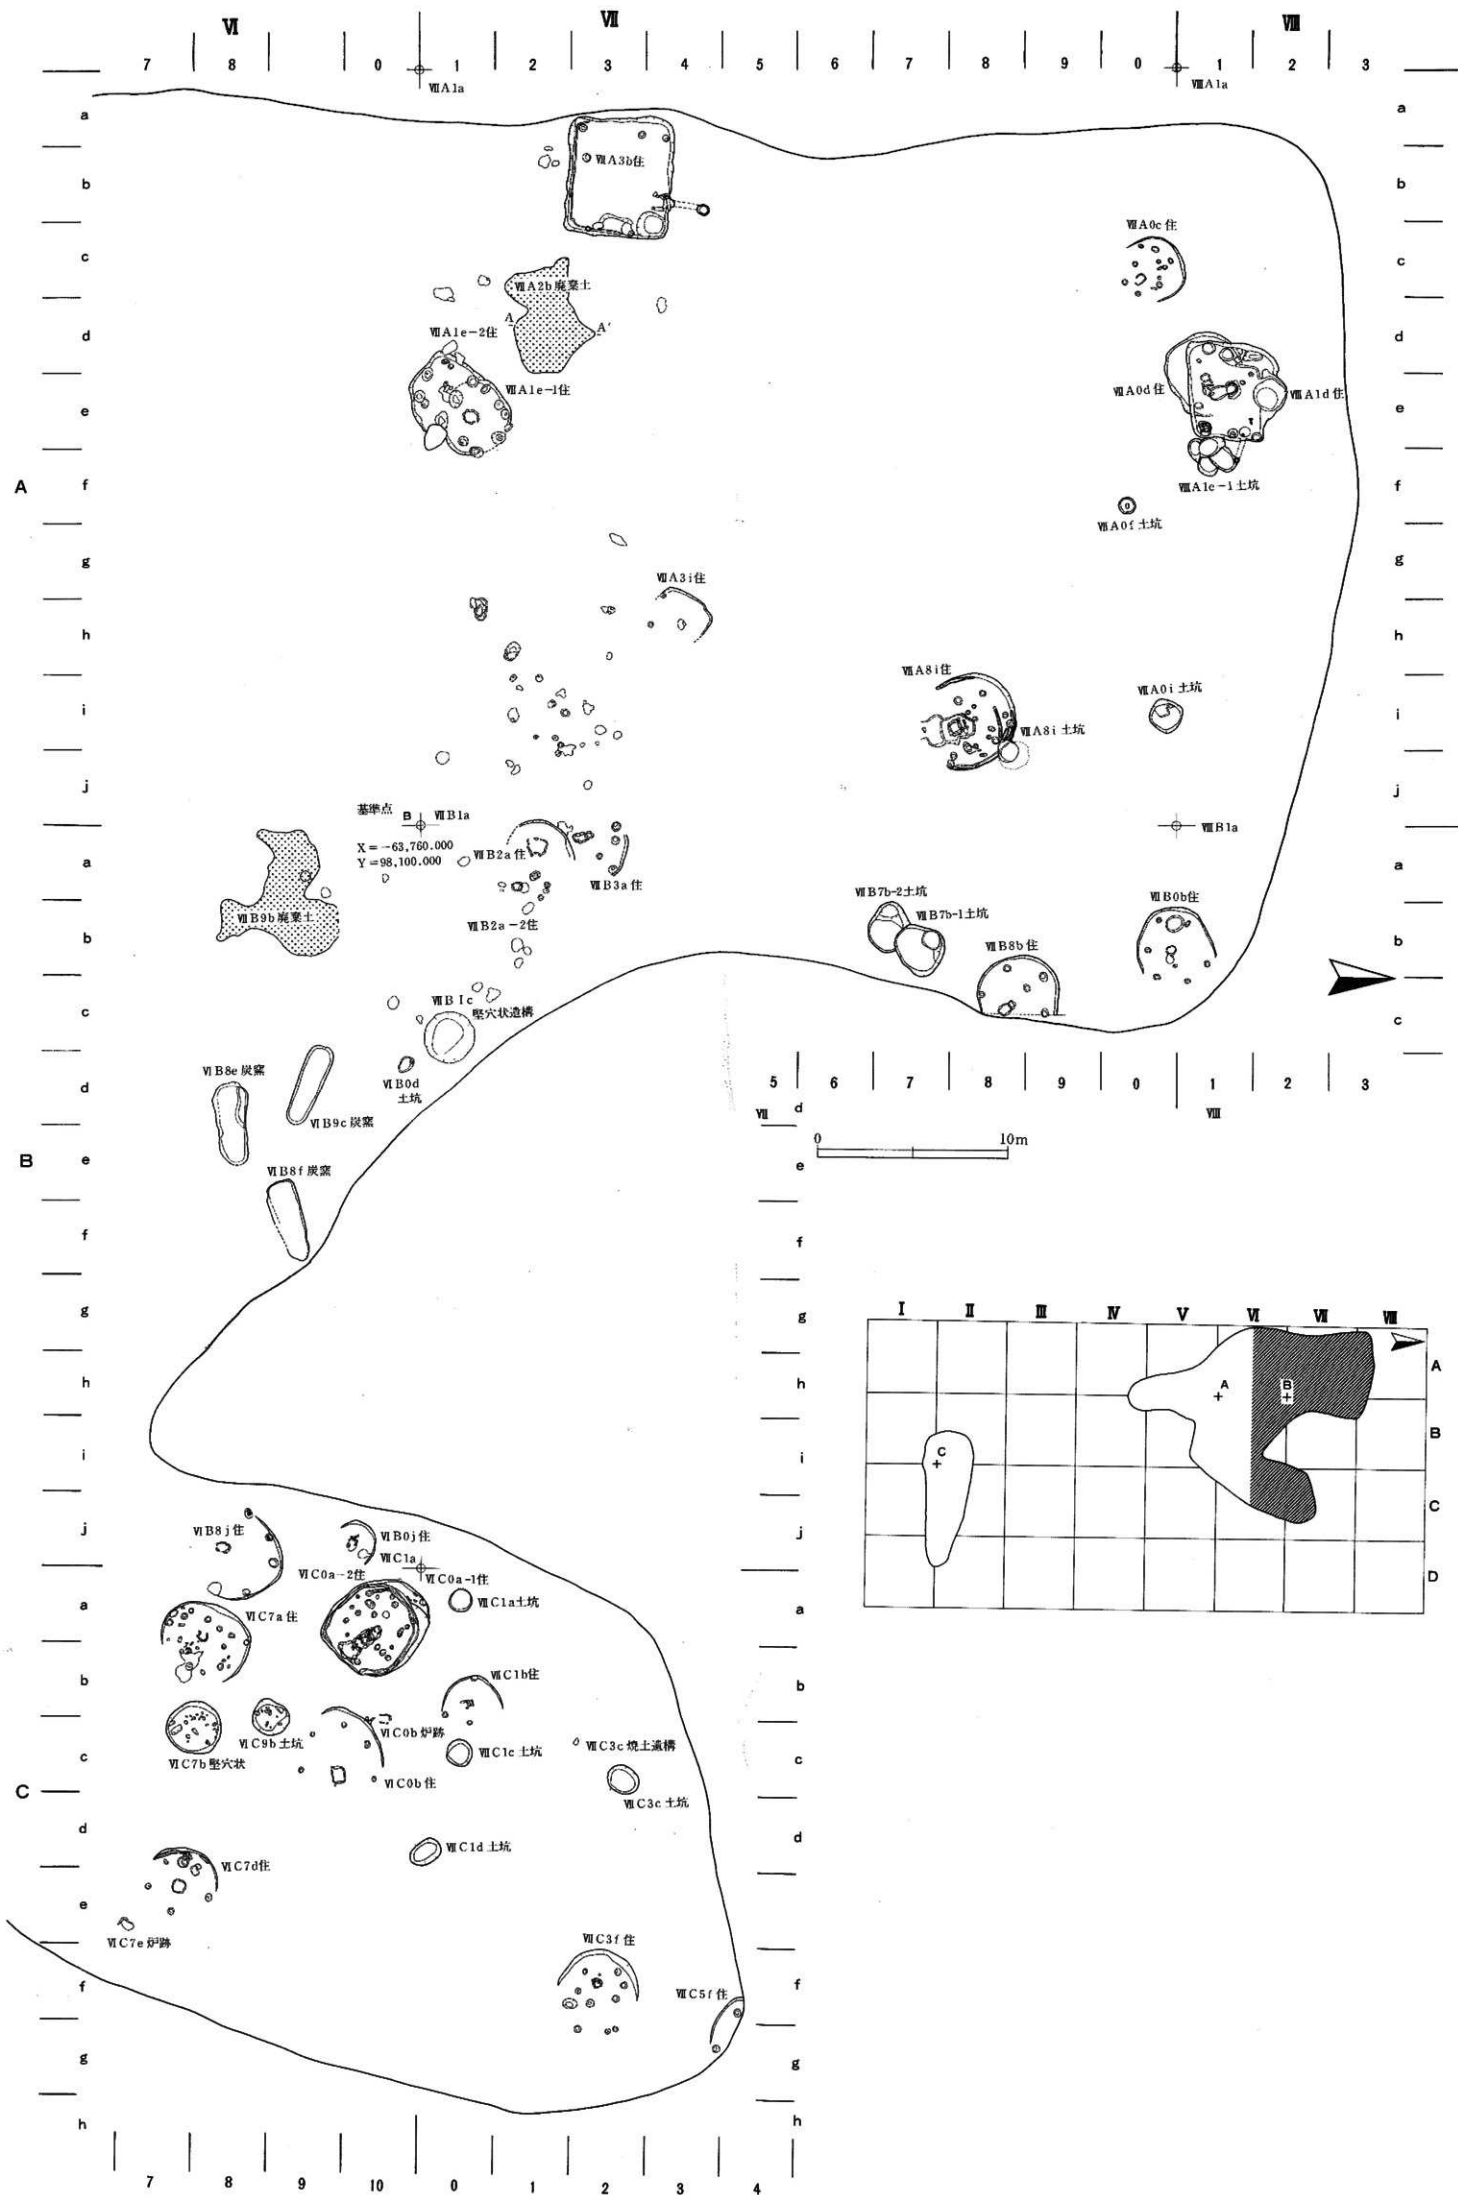 Ⅵ Ⅶ Ⅷ
7 8 0 1 2 3 4 5 6 7 8 9 0 1 2 3
ⅦA1a ⅧA1a
a a
ⅦA3b住
b b
ⅦA0c住
c c
ⅦA2b廃棄土
A A'
ⅦA1e-2住
d d
ⅦA1e-1住 ⅦA0d住 ⅧA1d住
e e
A f f
ⅧA1e-1土坑
ⅦA0f土坑
g g
ⅦA3i住
h h
ⅦA8i住 ⅦA0i土坑
i i
ⅦA8i土坑
j j
基準点 B ⅦB1a ⅧB1a
X=-63,760.000
Y=98,100.000
ⅦB2a住
a a
ⅦB3a住
ⅦB7b-2土坑 ⅦB0b住
ⅥB9b廃棄土 ⅦB2a-2住 ⅦB7b-1土坑
b b
ⅦB8b住
ⅦB1c
竪穴状遺構
c c
ⅥB8e炭窯 ⅥB0d
土坑
d 5 6 7 8 9 0 1 2 3
ⅥB9c炭窯
Ⅶ d Ⅷ
0 10m
B e e
ⅥB8f炭窯
f f
g g
Ⅰ Ⅱ Ⅲ Ⅳ Ⅴ Ⅵ Ⅶ Ⅷ
A
h h
A B
B
i i
C
C
j j
D
ⅥB8j住 ⅥB0j住
ⅦC1a
ⅥC0a-2住 ⅥC0a-1住
a a
ⅥC7a住 ⅦC1a土坑
b b
ⅦC1b住
ⅥC9b土坑 ⅥC0b炉跡
ⅥC7b竪穴状 ⅦC1c土坑 ⅦC3c焼土遺構
c c
ⅥC0b住
C ⅦC3c土坑
d d
ⅦC1d土坑
ⅥC7d住
e e
ⅥC7e炉跡
ⅦC3f住
f f
ⅦC5f住
g g
h h
7 8 9 10 0 1 2 3 4